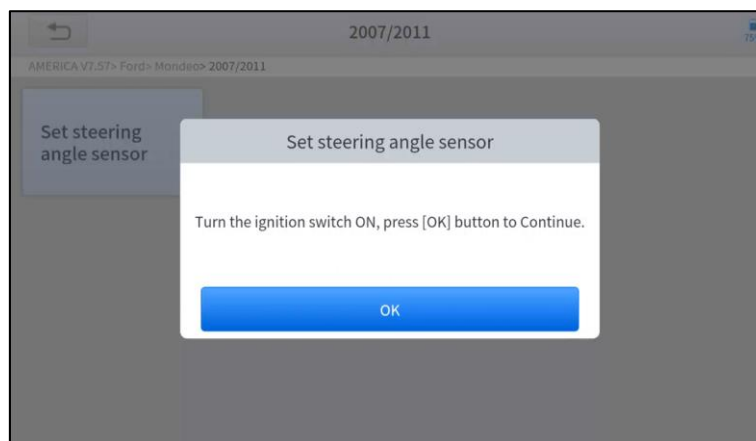 2007/2011
AMERICA V7.57> Ford> Mondeo> 2007/2011
Set steering
angle sensor
Set steering angle sensor
Turn the ignition switch ON, press [OK] button to Continue.
OK